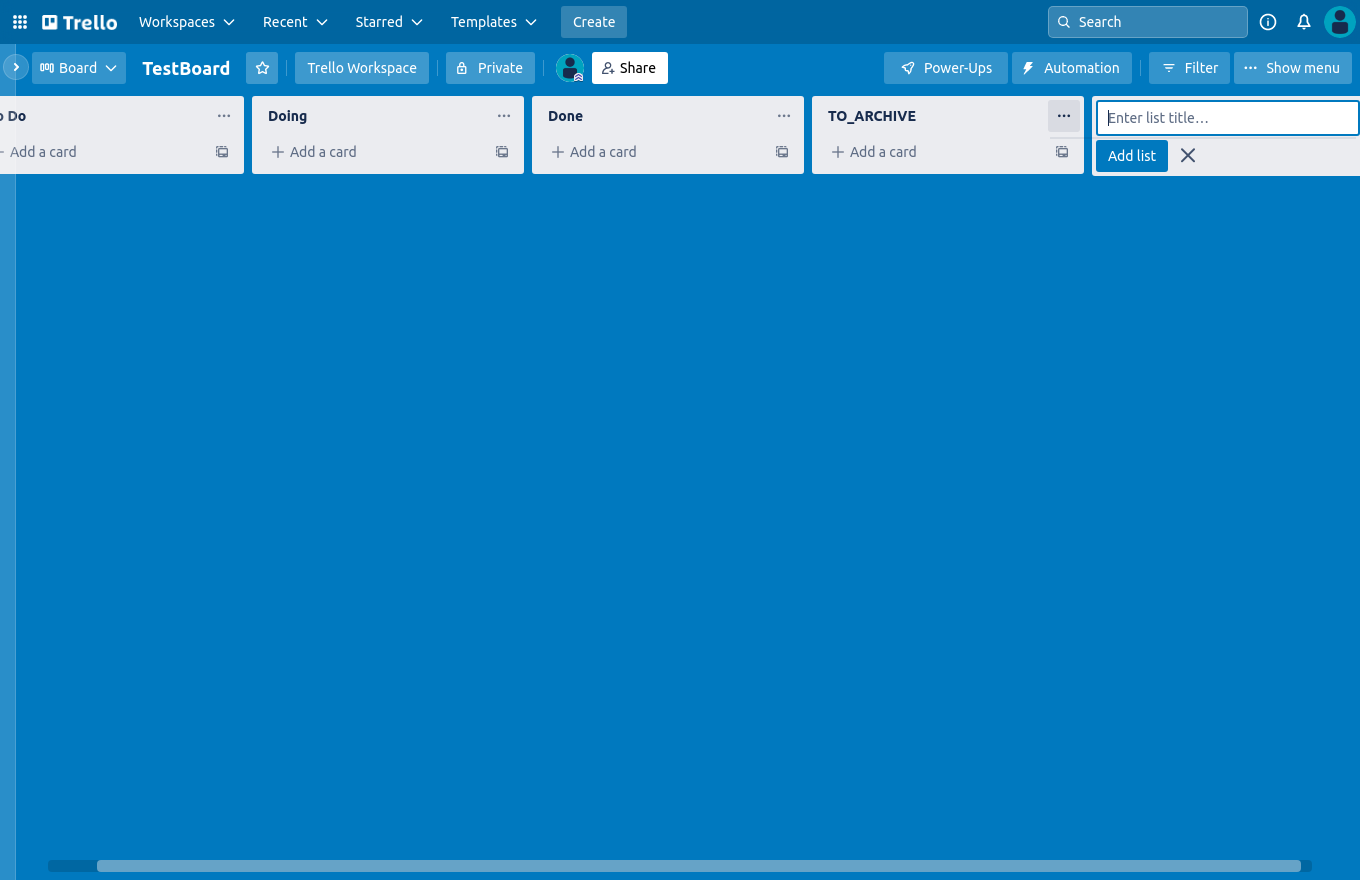 Trello
Workspaces
Recent
Starred
Templates
Create
Search
Board
TestBoard
Trello Workspace
Private
Share
Power-Ups
Automation
Filter
Show menu
o Do
Add a card
Doing
Add a card
Done
Add a card
TO_ARCHIVE
Add a card
Enter list title…
Add list